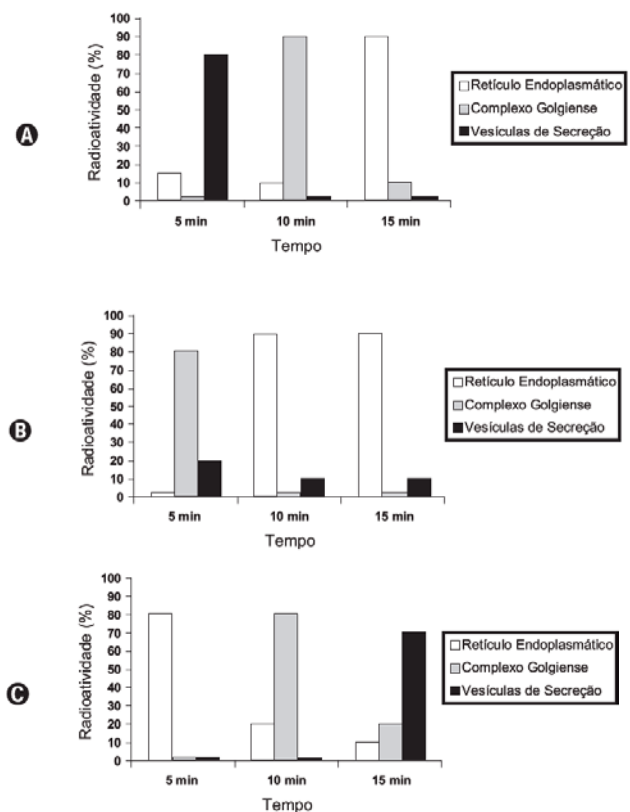 A
Radioatividade (%)
100
90
80
70
60
50
40
30
20
10
0
5 min 10 min 15 min
Tempo
Retículo Endoplasmático
Complexo Golgiense
Vesículas de Secreção
B
Radioatividade (%)
100
90
80
70
60
50
40
30
20
10
0
5 min 10 min 15 min
Tempo
Retículo Endoplasmático
Complexo Golgiense
Vesículas de Secreção
C
Radioatividade (%)
100
90
80
70
60
50
40
30
20
10
0
5 min 10 min 15 min
Tempo
Retículo Endoplasmático
Complexo Golgiense
Vesículas de Secreção